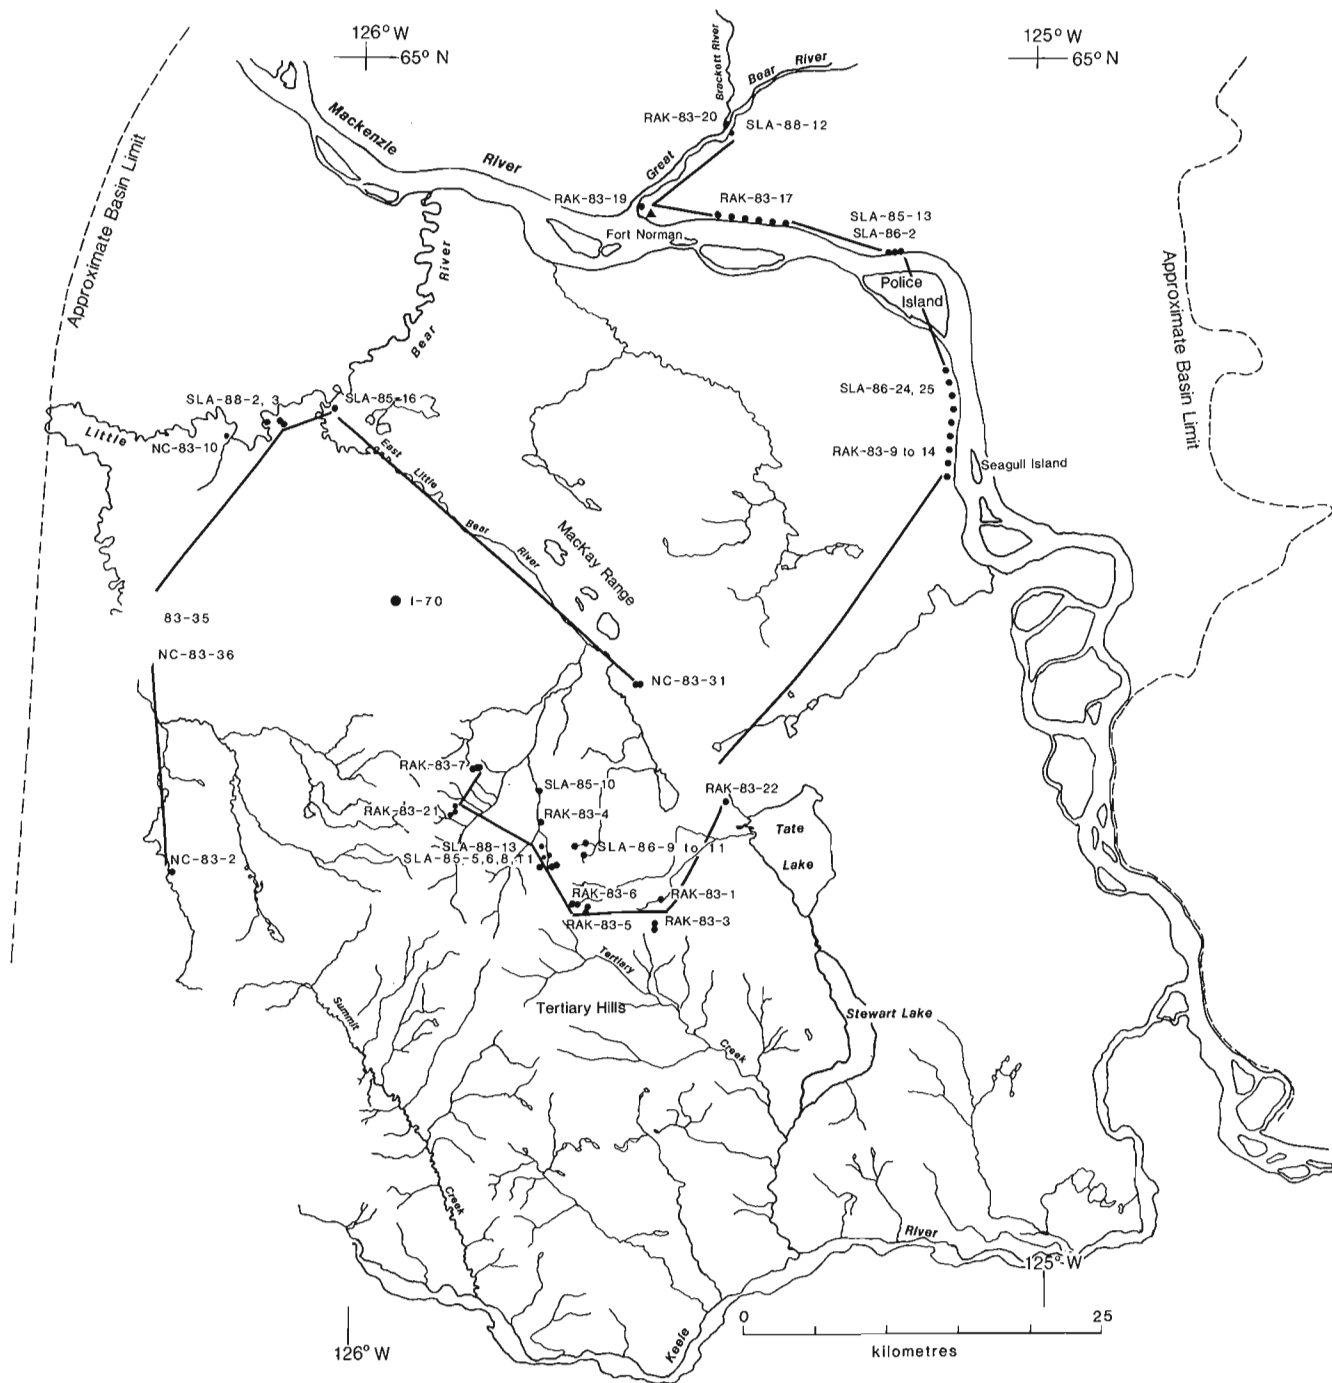 126° W
65° N
125° W
65° N
Brackett River
Bear River
RAK-83-20
SLA-88-12
Mackenzie River
Great
Approximate Basin Limit
RAK-83-19
RAK-83-17
SLA-85-13
SLA-86-2
Fort Norman
Police
Island
Approximate Basin Limit
River
Bear
SLA-86-24, 25
SLA-88-2, 3
SLA-85-16
Little
NC-83-10
East
Little
Bear
River
RAK-83-9 to 14
Seagull Island
MacKay Range
I-70
83-35
NC-83-36
NC-83-31
RAK-83-7
SLA-85-10
RAK-83-22
RAK-83-21
RAK-83-4
Tate
Lake
SLA-88-13
SLA-86-9 to 11
SLA-85-5,6,8,11
NC-83-2
RAK-83-6
RAK-83-1
RAK-83-5
RAK-83-3
Tertiary
Summit
Tertiary Hills
Stewart Lake
Creek
Creek
River
125° W
Keele
0
25
kilometres
126° W